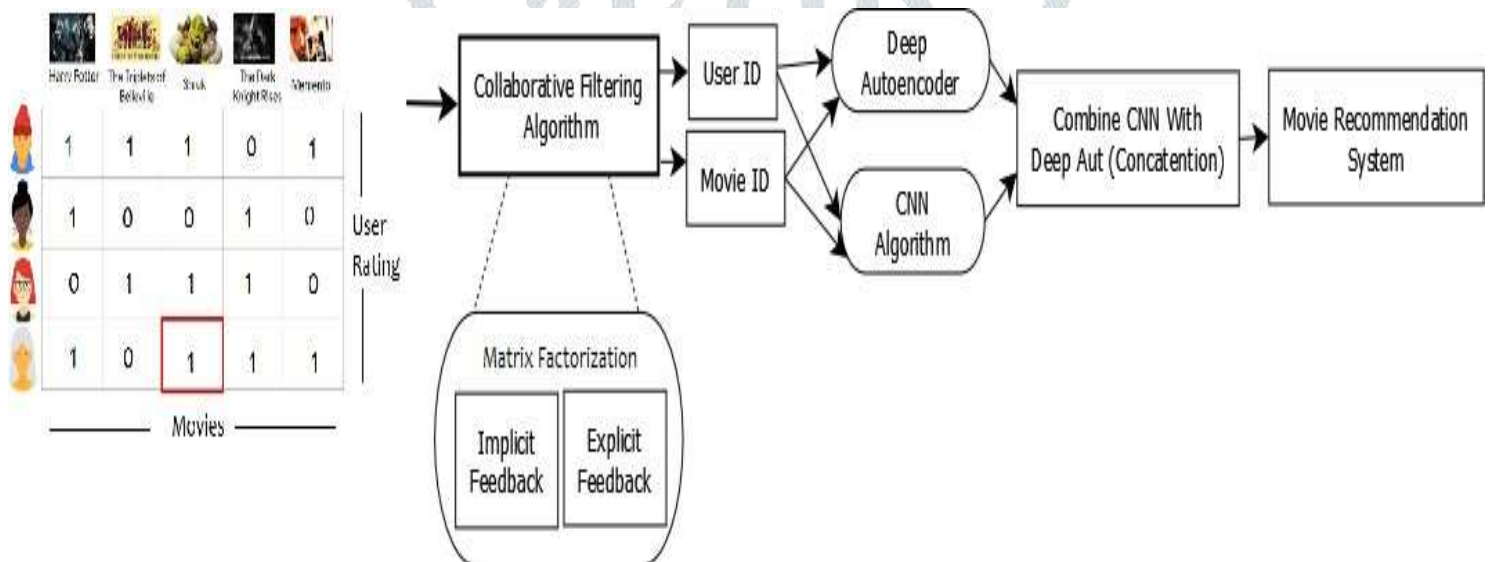 Harry Potter
The Triplets of
Belleville
Shrek
The Dark
Knight Rises
Memento
1 1 1 0 1
1 0 0 1 0
0 1 1 1 0
1 0 1 1 1
User
Rating
Movies
Collaborative Filtering
Algorithm
User ID
Movie ID
Deep
Autoencoder
CNN
Algorithm
Combine CNN With
Deep Aut (Concatention)
Movie Recommendation
System
Matrix Factorization
Implicit
Feedback
Explicit
Feedback